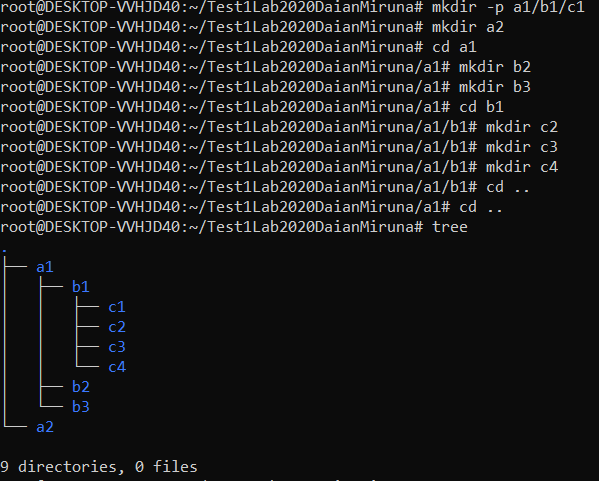 root@DESKTOP-VVHJD40:~/Test1Lab2020DaianMiruna# mkdir -p a1/b1/c1
root@DESKTOP-VVHJD40:~/Test1Lab2020DaianMiruna# mkdir a2
root@DESKTOP-VVHJD40:~/Test1Lab2020DaianMiruna# cd a1
root@DESKTOP-VVHJD40:~/Test1Lab2020DaianMiruna/a1# mkdir b2
root@DESKTOP-VVHJD40:~/Test1Lab2020DaianMiruna/a1# mkdir b3
root@DESKTOP-VVHJD40:~/Test1Lab2020DaianMiruna/a1# cd b1
root@DESKTOP-VVHJD40:~/Test1Lab2020DaianMiruna/a1/b1# mkdir c2
root@DESKTOP-VVHJD40:~/Test1Lab2020DaianMiruna/a1/b1# mkdir c3
root@DESKTOP-VVHJD40:~/Test1Lab2020DaianMiruna/a1/b1# mkdir c4
root@DESKTOP-VVHJD40:~/Test1Lab2020DaianMiruna/a1/b1# cd ..
root@DESKTOP-VVHJD40:~/Test1Lab2020DaianMiruna/a1# cd ..
root@DESKTOP-VVHJD40:~/Test1Lab2020DaianMiruna# tree
.
├── a1
│   ├── b1
│   │   ├── c1
│   │   ├── c2
│   │   ├── c3
│   │   └── c4
│   ├── b2
│   └── b3
└── a2
9 directories, 0 files